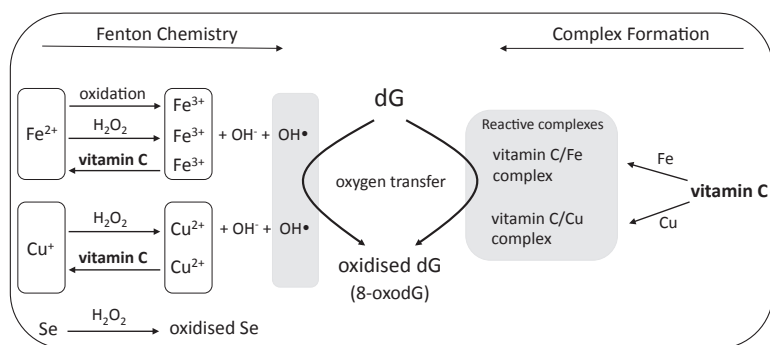 Fenton Chemistry
Complex Formation
Fe²⁺
oxidation
Fe³⁺
H₂O₂
Fe³⁺ + OH⁻ + OH•
vitamin C
Fe³⁺
Cu⁺
H₂O₂
Cu²⁺ + OH⁻ + OH•
vitamin C
Cu²⁺
Se
H₂O₂
oxidised Se
dG
oxygen transfer
oxidised dG
(8-oxodG)
Reactive complexes
vitamin C/Fe
complex
vitamin C/Cu
complex
Fe
vitamin C
Cu